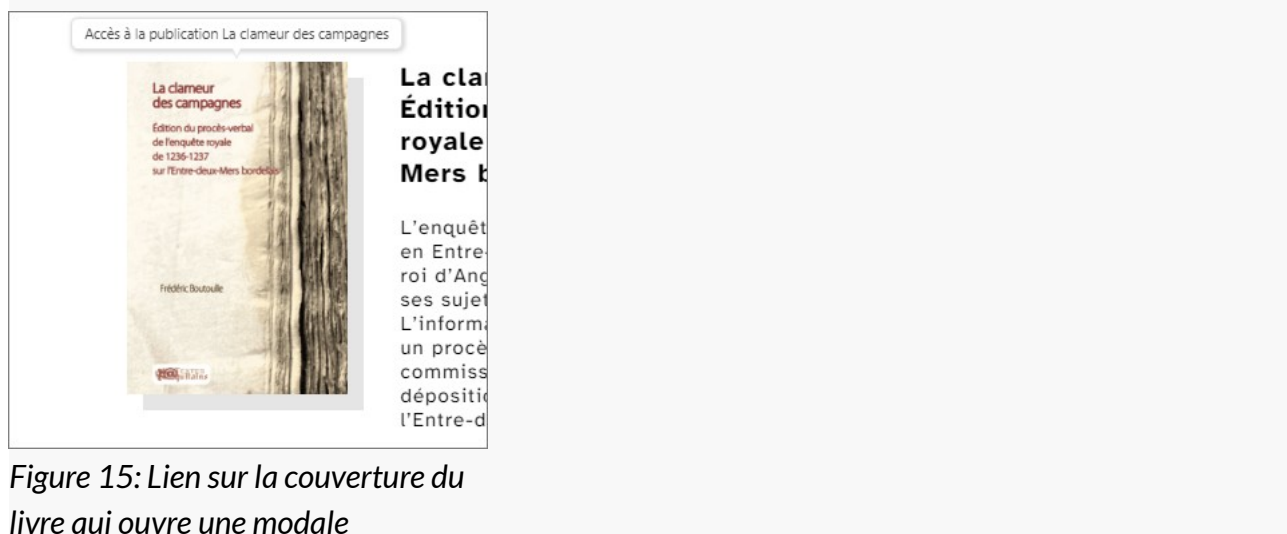 Accès à la publication La clameur des campagnes
La clameur
des campagnes
Édition du procès-verbal
de l'enquête royale
de 1236-1237
sur l'Entre-deux-Mers bordelais
Frédéric Boutoulle
La cla
Édition
royale
Mers b
L'enquêt
en Entre-
roi d'Ang
ses sujet
L'informa
un procè
commiss
dépositio
l'Entre-d
Figure 15: Lien sur la couverture du
livre qui ouvre une modale